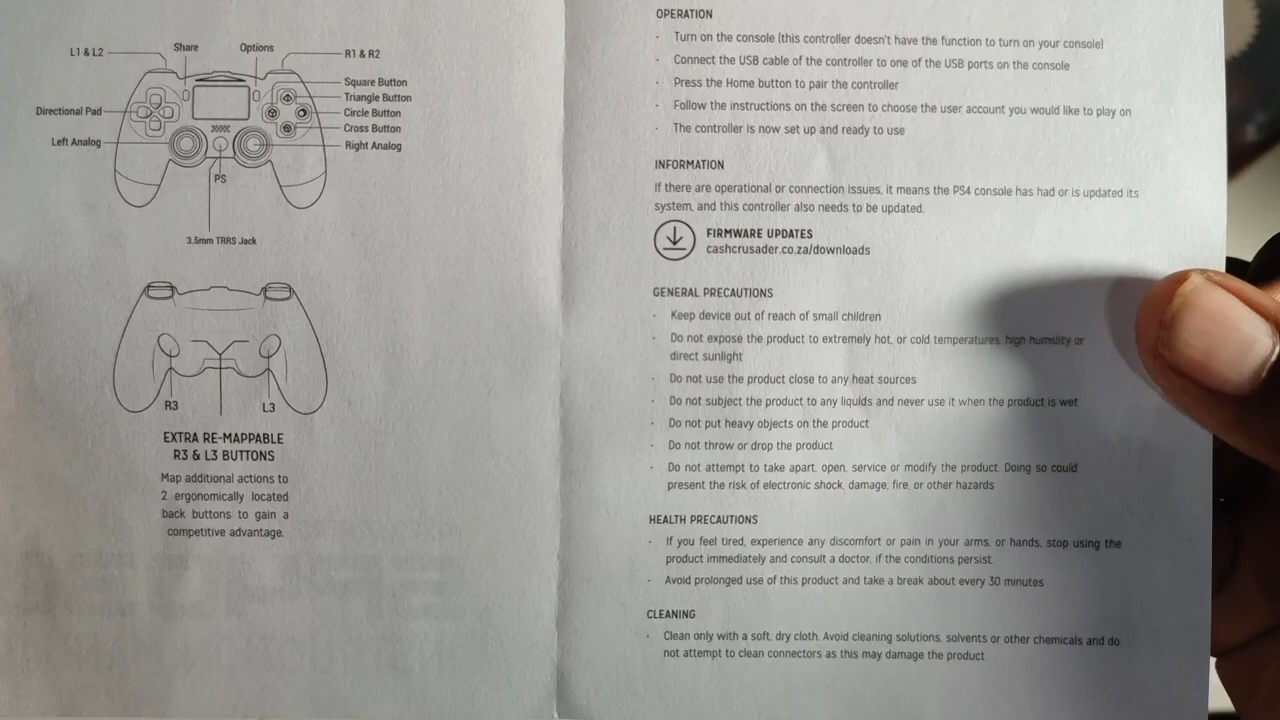 L1 & L2
Share
Options
R1 & R2
Square Button
Triangle Button
Directional Pad
Circle Button
Cross Button
Left Analog
Right Analog
PS
3.5mm TRRS Jack
R3
L3
EXTRA RE-MAPPABLE
R3 & L3 BUTTONS
Map additional actions to
2 ergonomically located
back buttons to gain a
competitive advantage.
OPERATION
· Turn on the console (this controller doesn't have the function to turn on your console)
· Connect the USB cable of the controller to one of the USB ports on the console
· Press the Home button to pair the controller
· Follow the instructions on the screen to choose the user account you would like to play on
· The controller is now set up and ready to use
INFORMATION
If there are operational or connection issues, it means the PS4 console has had or is updated its
system, and this controller also needs to be updated.
FIRMWARE UPDATES
cashcrusader.co.za/downloads
GENERAL PRECAUTIONS
· Keep device out of reach of small children
· Do not expose the product to extremely hot, or cold temperatures, high humidity or
direct sunlight
· Do not use the product close to any heat sources
· Do not subject the product to any liquids and never use it when the product is wet
· Do not put heavy objects on the product
· Do not throw or drop the product
· Do not attempt to take apart, open, service or modify the product. Doing so could
present the risk of electronic shock, damage, fire, or other hazards
HEALTH PRECAUTIONS
· If you feel tired, experience any discomfort or pain in your arms, or hands, stop using the
product immediately and consult a doctor, if the conditions persist
· Avoid prolonged use of this product and take a break about every 30 minutes
CLEANING
· Clean only with a soft, dry cloth. Avoid cleaning solutions, solvents or other chemicals and do
not attempt to clean connectors as this may damage the product